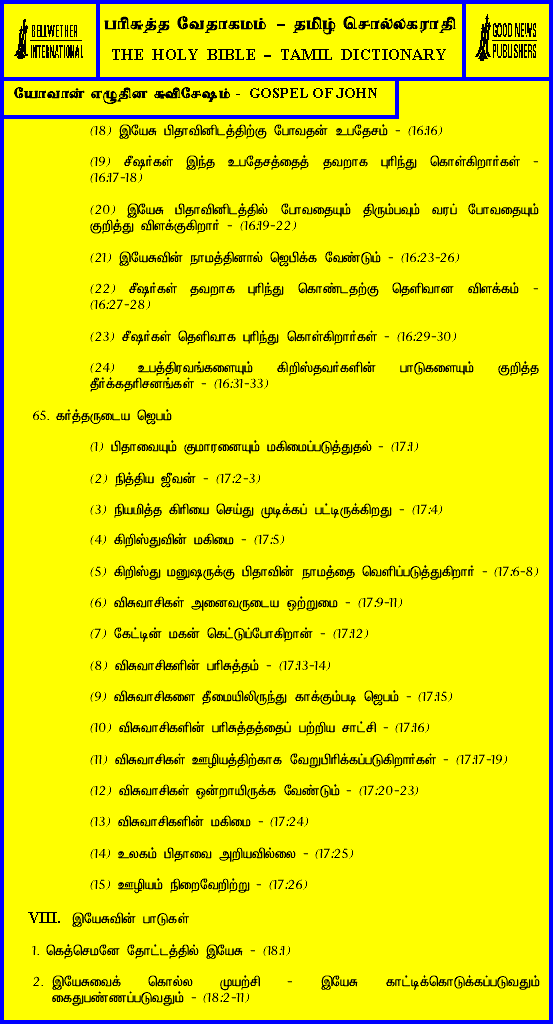 BELLWETHER
INTERNATIONAL
பரிசுத்த வேதாகமம் – தமிழ் சொல்லகராதி
THE HOLY BIBLE – TAMIL DICTIONARY
GOOD NEWS
PUBLISHERS
யோவான் எழுதின சுவிசேஷம் - GOSPEL OF JOHN
(18) இயேசு பிதாவினிடத்திற்கு போவதன் உபதேசம் - (16:16)
(19) சீஷர்கள் இந்த உபதேசத்தைத் தவறாக புரிந்து கொள்கிறார்கள் -
(16:17-18)
(20) இயேசு பிதாவினிடத்தில் போவதையும் திரும்பவும் வரப் போவதையும்
குறித்து விளக்குகிறார் - (16:19-22)
(21) இயேசுவின் நாமத்தினால் ஜெபிக்க வேண்டும் - (16:23-26)
(22) சீஷர்கள் தவறாக புரிந்து கொண்டதற்கு தெளிவான விளக்கம் -
(16:27-28)
(23) சீஷர்கள் தெளிவாக புரிந்து கொள்கிறார்கள் - (16:29-30)
(24) உபத்திரவங்களையும் கிறிஸ்தவர்களின் பாடுகளையும் குறித்த
தீர்க்கதரிசனங்கள் - (16:31-33)
65. கர்த்தருடைய ஜெபம்
(1) பிதாவையும் குமாரனையும் மகிமைப்படுத்துதல் - (17:1)
(2) நித்திய ஜீவன் - (17:2-3)
(3) நியமித்த கிரியை செய்து முடிக்கப் பட்டிருக்கிறது - (17:4)
(4) கிறிஸ்துவின் மகிமை - (17:5)
(5) கிறிஸ்து மனுஷருக்கு பிதாவின் நாமத்தை வெளிப்படுத்துகிறார் - (17:6-8)
(6) விசுவாசிகள் அனைவருடைய ஒற்றுமை - (17:9-11)
(7) கேட்டின் மகன் கெட்டுப்போகிறான் - (17:12)
(8) விசுவாசிகளின் பரிசுத்தம் - (17:13-14)
(9) விசுவாசிகளை தீமையிலிருந்து காக்கும்படி ஜெபம் - (17:15)
(10) விசுவாசிகளின் பரிசுத்தத்தைப் பற்றிய சாட்சி - (17:16)
(11) விசுவாசிகள் ஊழியத்திற்காக வேறுபிரிக்கப்படுகிறார்கள் - (17:17-19)
(12) விசுவாசிகள் ஒன்றாயிருக்க வேண்டும் - (17:20-23)
(13) விசுவாசிகளின் மகிமை - (17:24)
(14) உலகம் பிதாவை அறியவில்லை - (17:25)
(15) ஊழியம் நிறைவேறிற்று - (17:26)
VIII. இயேசுவின் பாடுகள்
1. கெத்செமனே தோட்டத்தில் இயேசு - (18:1)
2. இயேசுவைக் கொல்ல முயற்சி - இயேசு காட்டிக்கொடுக்கப்படுவதும்
கைதுபண்ணப்படுவதும் - (18:2-11)